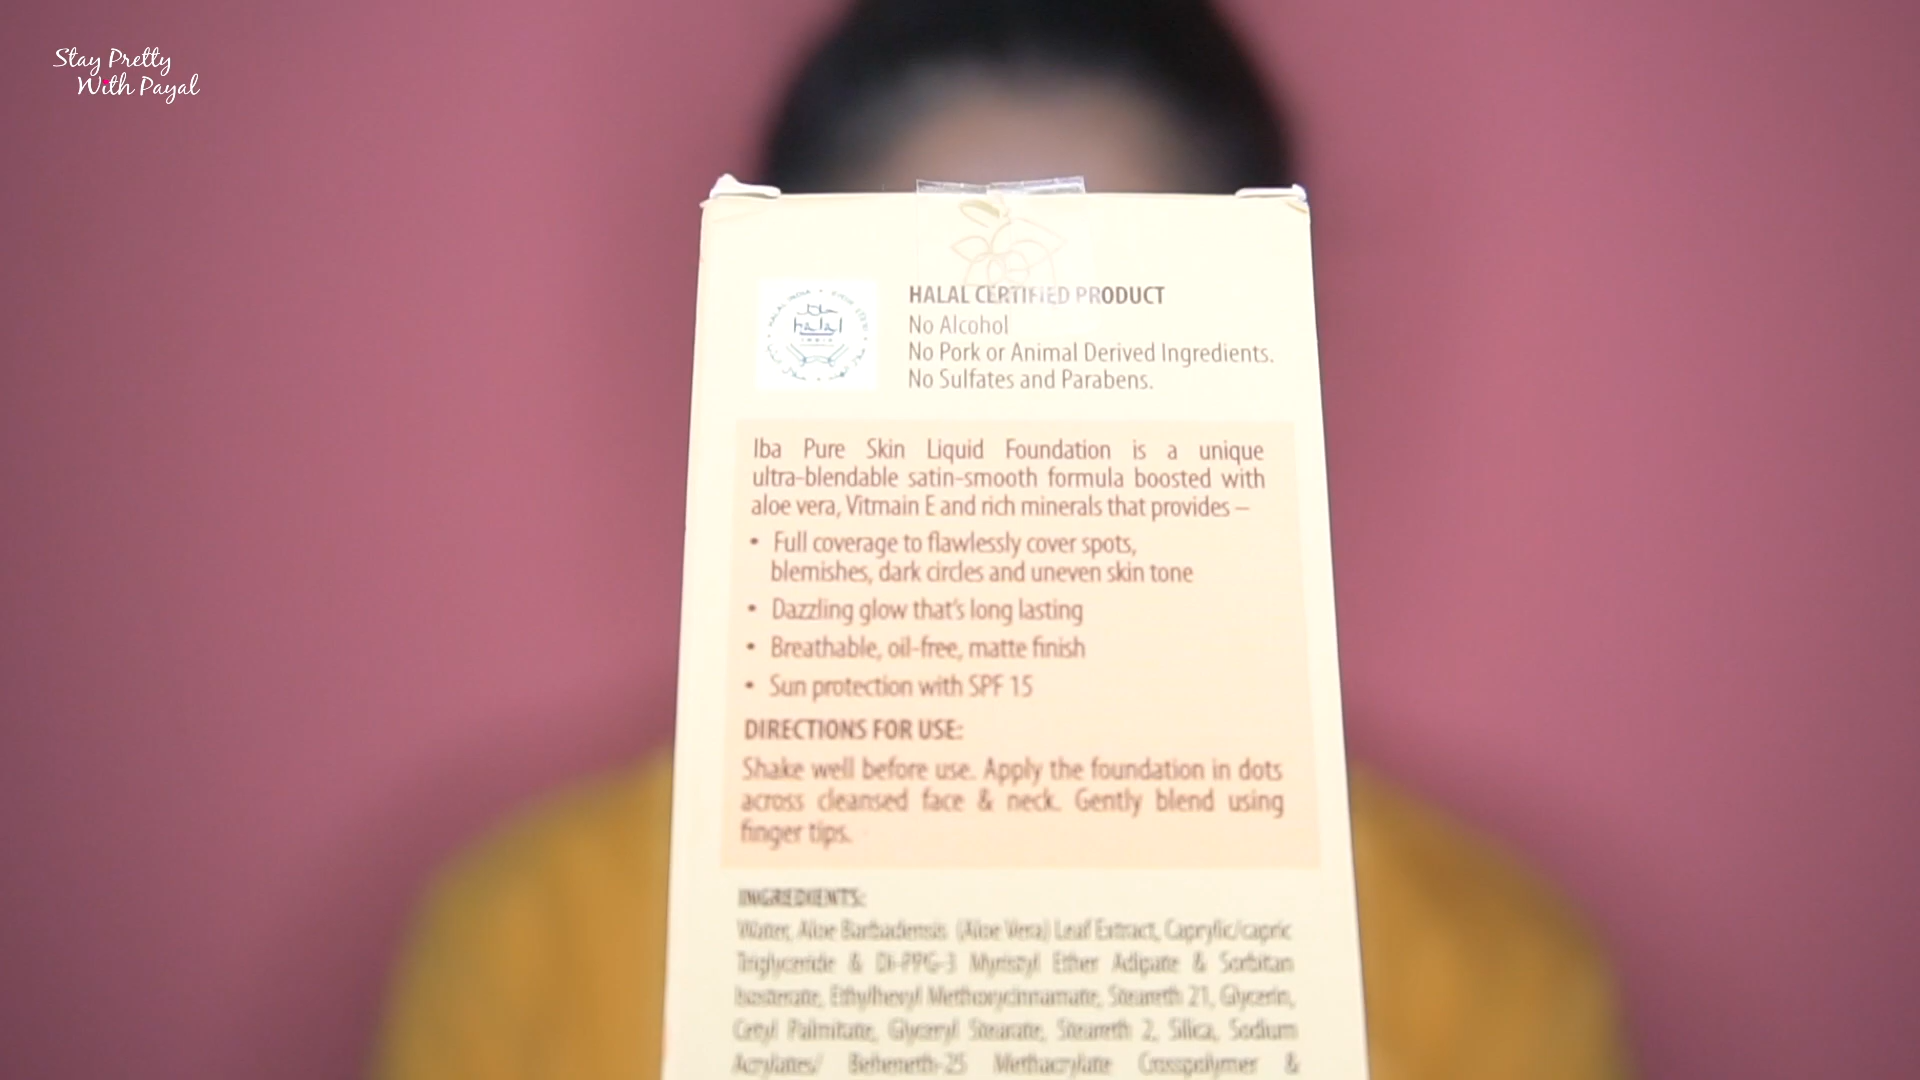 Stay Pretty
With Payal
HALAL CERTIFIED PRODUCT
No Alcohol
No Pork or Animal Derived Ingredients.
No Sulfates and Parabens.
halal
INDIA
Iba Pure Skin Liquid Foundation is a unique
ultra-blendable satin-smooth formula boosted with
aloe vera, Vitmain E and rich minerals that provides –
• Full coverage to flawlessly cover spots,
blemishes, dark circles and uneven skin tone
• Dazzling glow that's long lasting
• Breathable, oil-free, matte finish
• Sun protection with SPF 15
DIRECTIONS FOR USE:
Shake well before use. Apply the foundation in dots
across cleansed face & neck. Gently blend using
finger tips.
INGREDIENTS:
Water, Aloe Barbadensis (Aloe Vera) Leaf Extract, Caprylic/capric
Triglyceride & Di-PPG-3 Myristyl Ether Adipate & Sorbitan
Isostearate, Ethylhexyl Methoxycinnamate, Steareth 21, Glycerin,
Cetyl Palmitate, Glyceryl Stearate, Steareth 2, Silica, Sodium
Acrylates/ Beheneth-25 Methacrylate Crosspolymer &